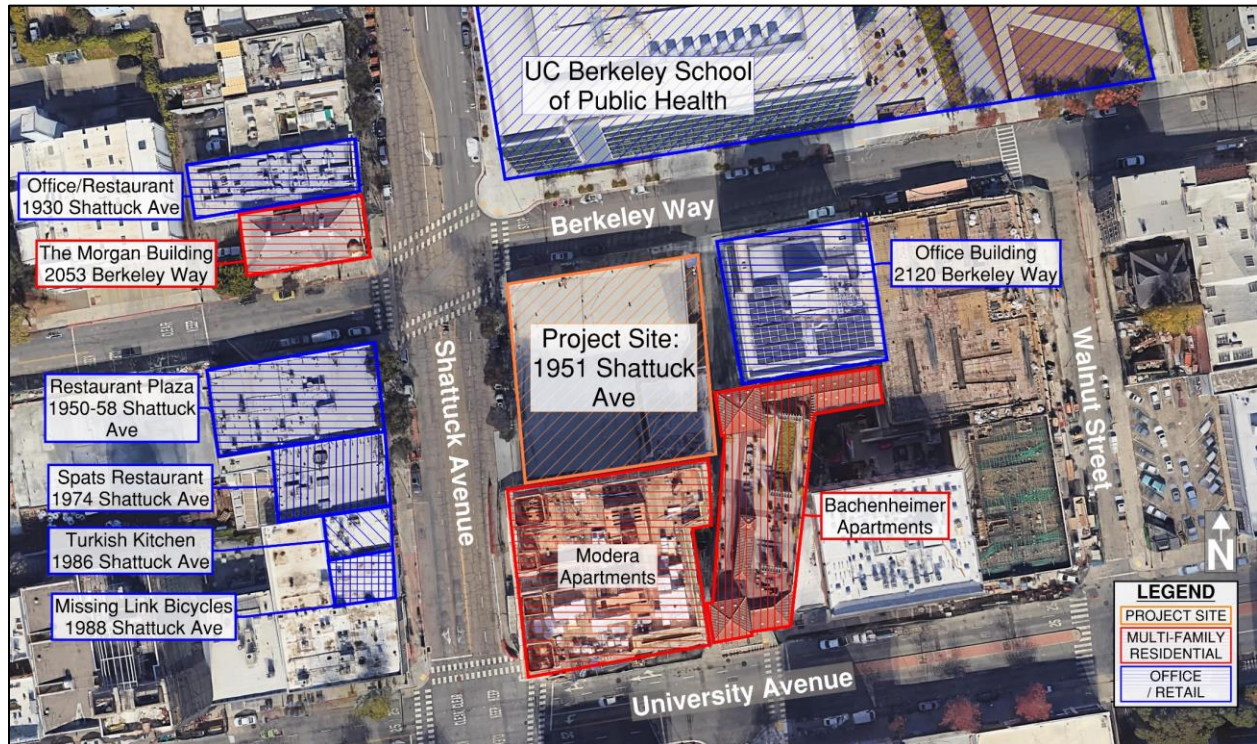 UC Berkeley School
of Public Health
Office/Restaurant
1930 Shattuck Ave
The Morgan Building
2053 Berkeley Way
Berkeley Way
Office Building
2120 Berkeley Way
Project Site:
1951 Shattuck
Ave
Shattuck Avenue
Walnut Street
Restaurant Plaza
1950-58 Shattuck
Ave
Spats Restaurant
1974 Shattuck Ave
Turkish Kitchen
1986 Shattuck Ave
Missing Link Bicycles
1988 Shattuck Ave
Modera
Apartments
Bachenheimer
Apartments
University Avenue
N
LEGEND
PROJECT SITE
MULTI-FAMILY
RESIDENTIAL
OFFICE
/ RETAIL
KEEP
CLEAR